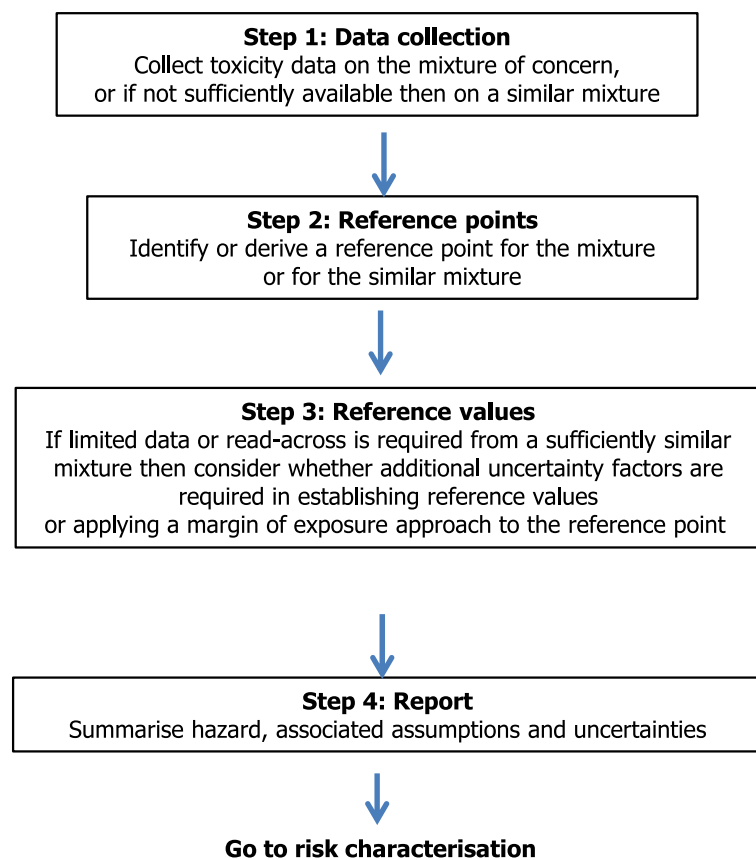 Step 1: Data collection
Collect toxicity data on the mixture of concern,
or if not sufficiently available then on a similar mixture
Step 2: Reference points
Identify or derive a reference point for the mixture
or for the similar mixture
Step 3: Reference values
If limited data or read-across is required from a sufficiently similar
mixture then consider whether additional uncertainty factors are
required in establishing reference values
or applying a margin of exposure approach to the reference point
Step 4: Report
Summarise hazard, associated assumptions and uncertainties
Go to risk characterisation